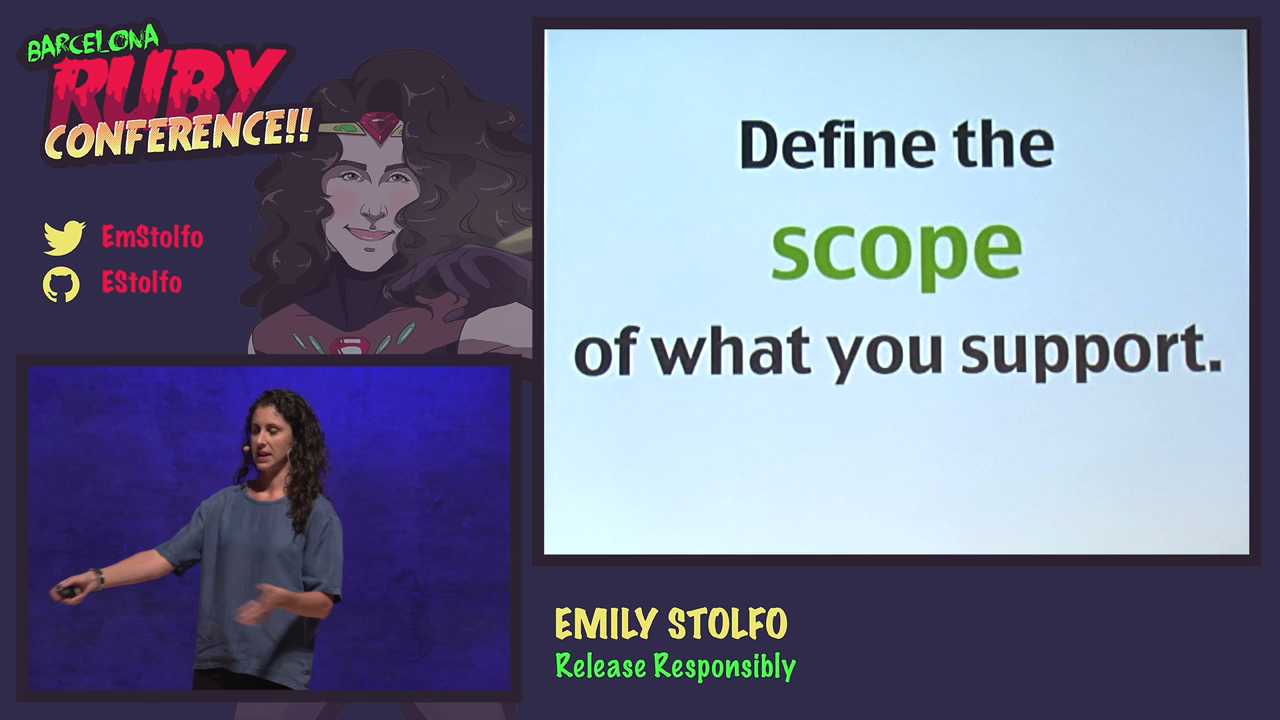 BARCELONA
RUBY
CONFERENCE!!
EmStolfo
EStolfo
Define the
scope
of what you support.
EMILY STOLFO
Release Responsibly